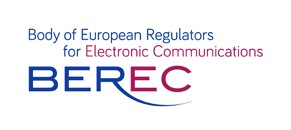 Body of European Regulators
for Electronic Communications
BEREC